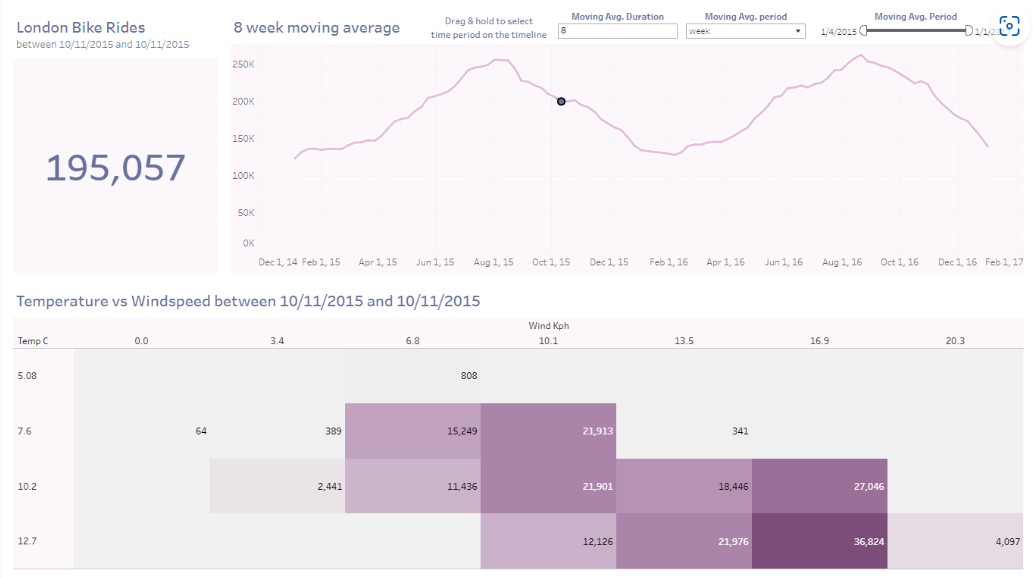 London Bike Rides
between 10/11/2015 and 10/11/2015
195,057
8 week moving average
Drag & hold to select
time period on the timeline
Moving Avg. Duration
8
Moving Avg. period
week
Moving Avg. Period
1/4/2015
250K
200K
150K
100K
50K
0K
Dec 1, 14 Feb 1, 15 Apr 1, 15 Jun 1, 15 Aug 1, 15 Oct 1, 15 Dec 1, 15 Feb 1, 16 Apr 1, 16 Jun 1, 16 Aug 1, 16 Oct 1, 16 Dec 1, 16 Feb 1, 17
Temperature vs Windspeed between 10/11/2015 and 10/11/2015
Wind Kph
Temp C 0.0 3.4 6.8 10.1 13.5 16.9 20.3
5.08 808
7.6 64 389 15,249 21,913 341
10.2 2,441 11,436 21,901 18,446 27,046
12.7 12,126 21,976 36,824 4,097